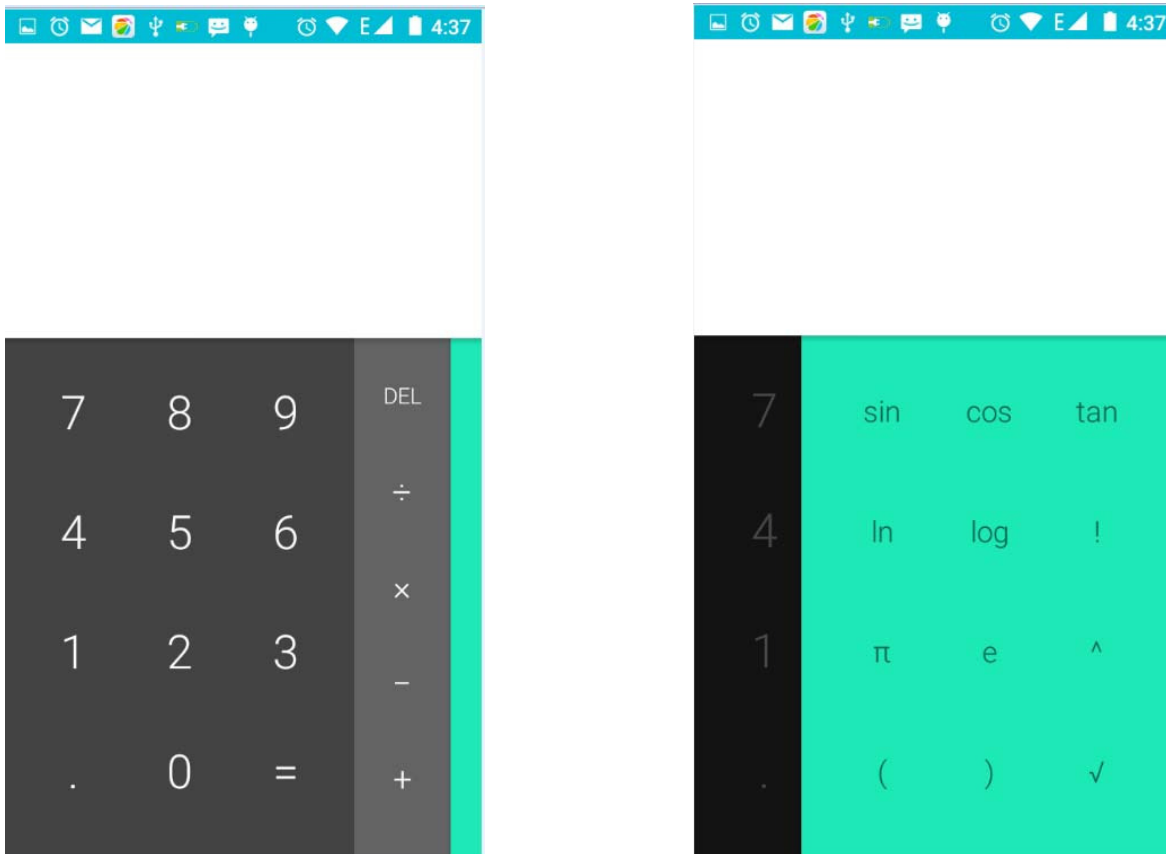 E 4:37
7 8 9 DEL
÷
4 5 6
×
1 2 3
−
. 0 = +
E 4:37
7 sin cos tan
4 ln log !
1 π e ^
. ( ) √